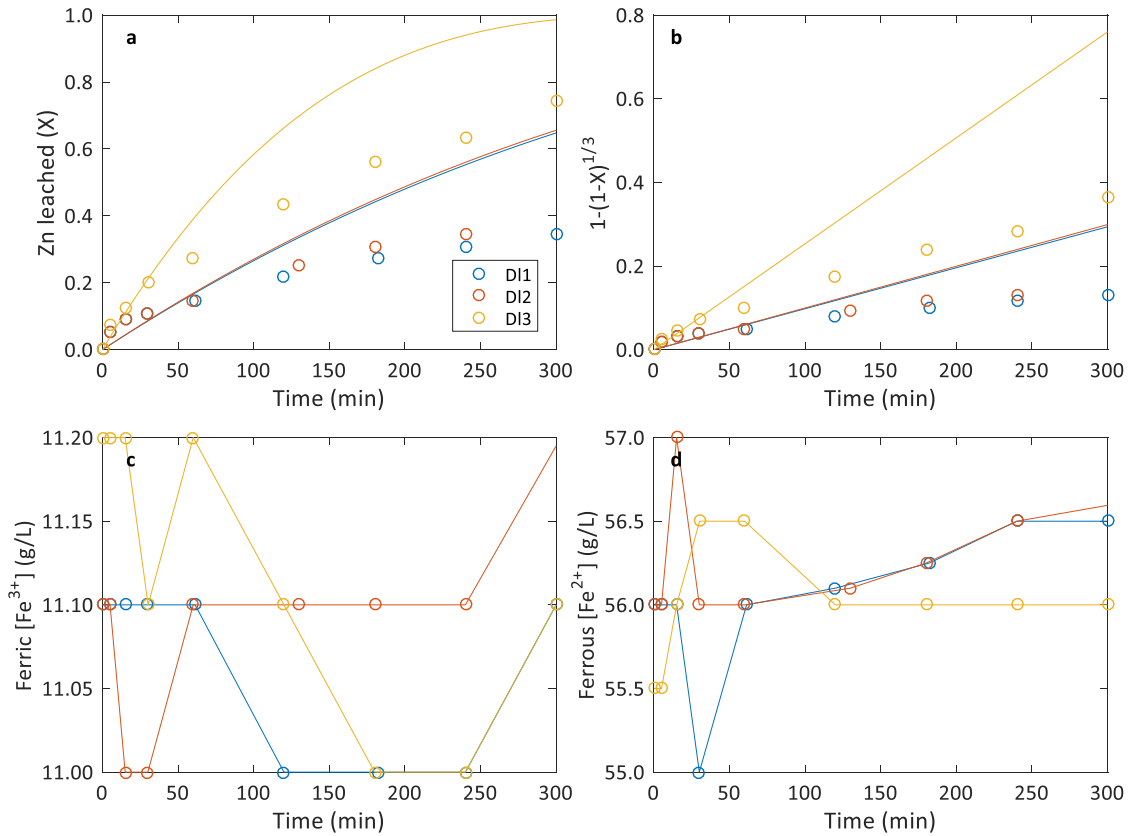 a
1.0
0.8
0.6
0.4
0.2
0.0
Zn leached (X)
0 50 100 150 200 250 300
Time (min)
Dl1
Dl2
Dl3
b
0.8
0.6
0.4
0.2
0.0
1-(1-X)^{1/3}
0 50 100 150 200 250 300
Time (min)
c
11.20
11.15
11.10
11.05
11.00
Ferric [Fe³⁺] (g/L)
0 50 100 150 200 250 300
Time (min)
d
57.0
56.5
56.0
55.5
55.0
Ferrous [Fe²⁺] (g/L)
0 50 100 150 200 250 300
Time (min)